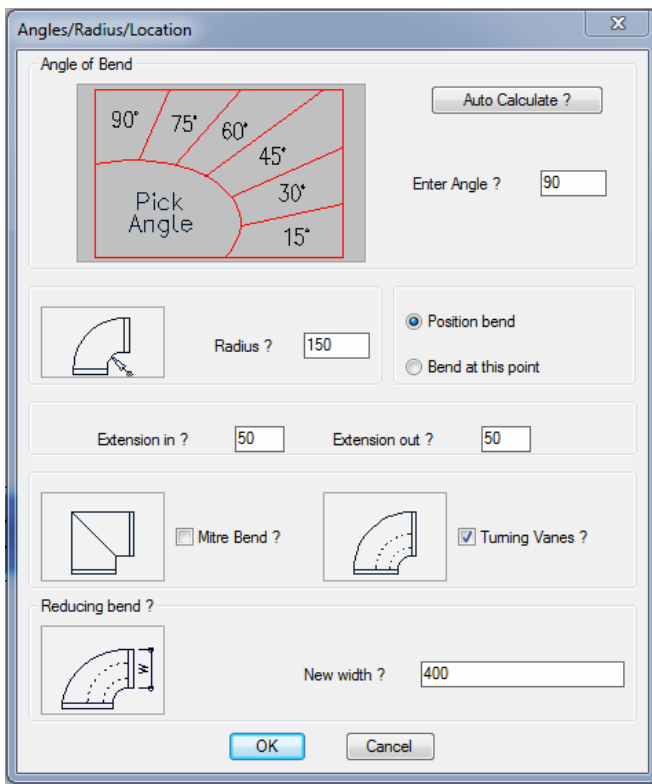 Angles/Radius/Location
Angle of Bend
90° 75° 60° 45° 30° 15°
Pick
Angle
Auto Calculate ?
Enter Angle ? 90
Radius ? 150
Position bend
Bend at this point
Extension in ? 50 Extension out ? 50
Mitre Bend ? Turning Vanes ?
Reducing bend ?
W
New width ? 400
OK Cancel